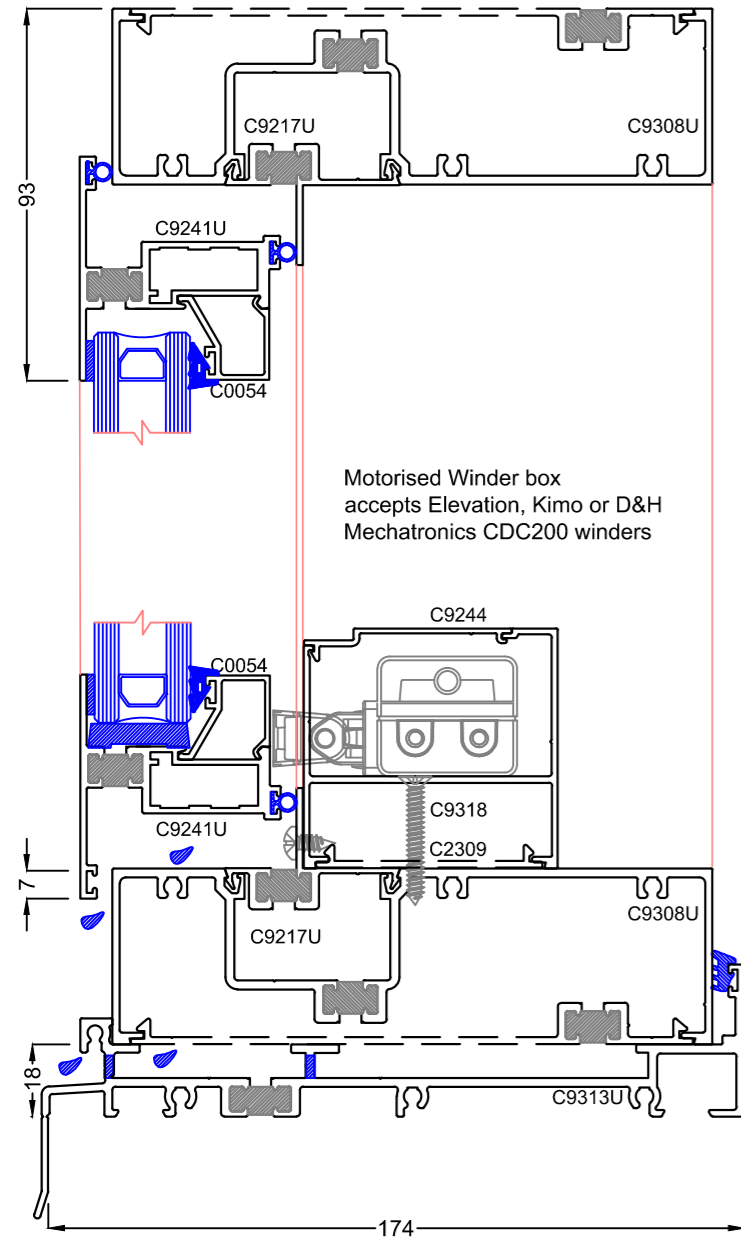 C9217U
C9308U
93
C9241U
C0054
Motorised Winder box
accepts Elevation, Kimo or D&H
Mechatronics CDC200 winders
C9244
C0054
C9318
C9241U
C2309
7
C9308U
C9217U
18
C9313U
174